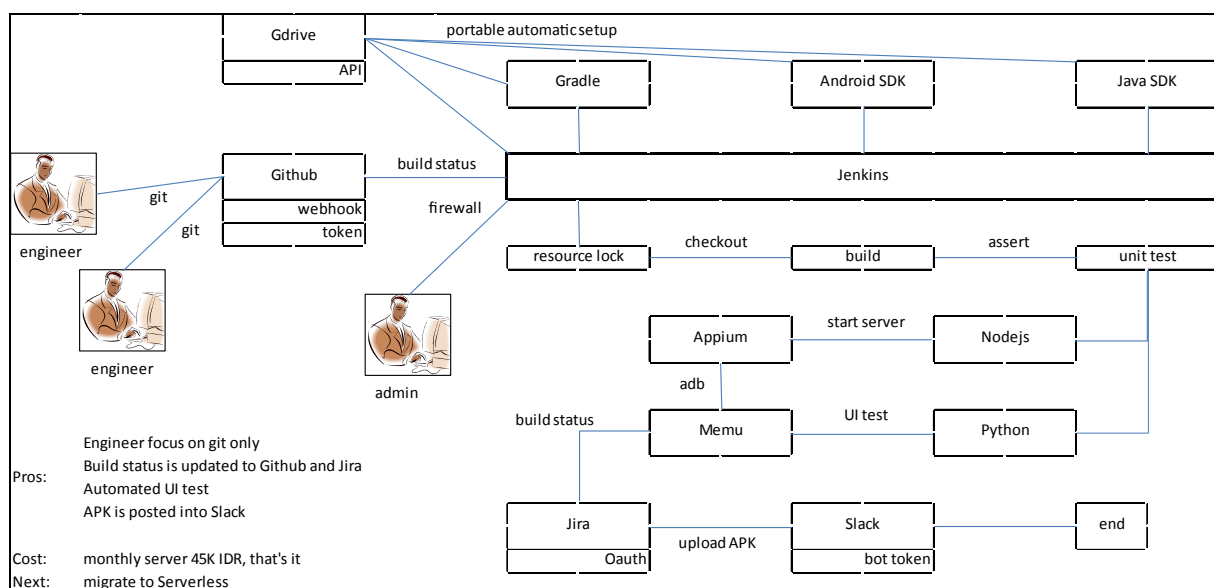 Gdrive
portable automatic setup
API
Gradle
Android SDK
Java SDK
Github
build status
Jenkins
git
webhook
firewall
git
token
engineer
resource lock
checkout
build
assert
unit test
engineer
admin
Appium
start server
Nodejs
adb
build status
Memu
UI test
Python
Pros:
Engineer focus on git only
Build status is updated to Github and Jira
Automated UI test
APK is posted into Slack
Jira
Oauth
upload APK
Slack
bot token
end
Cost: monthly server 45K IDR, that's it
Next: migrate to Serverless